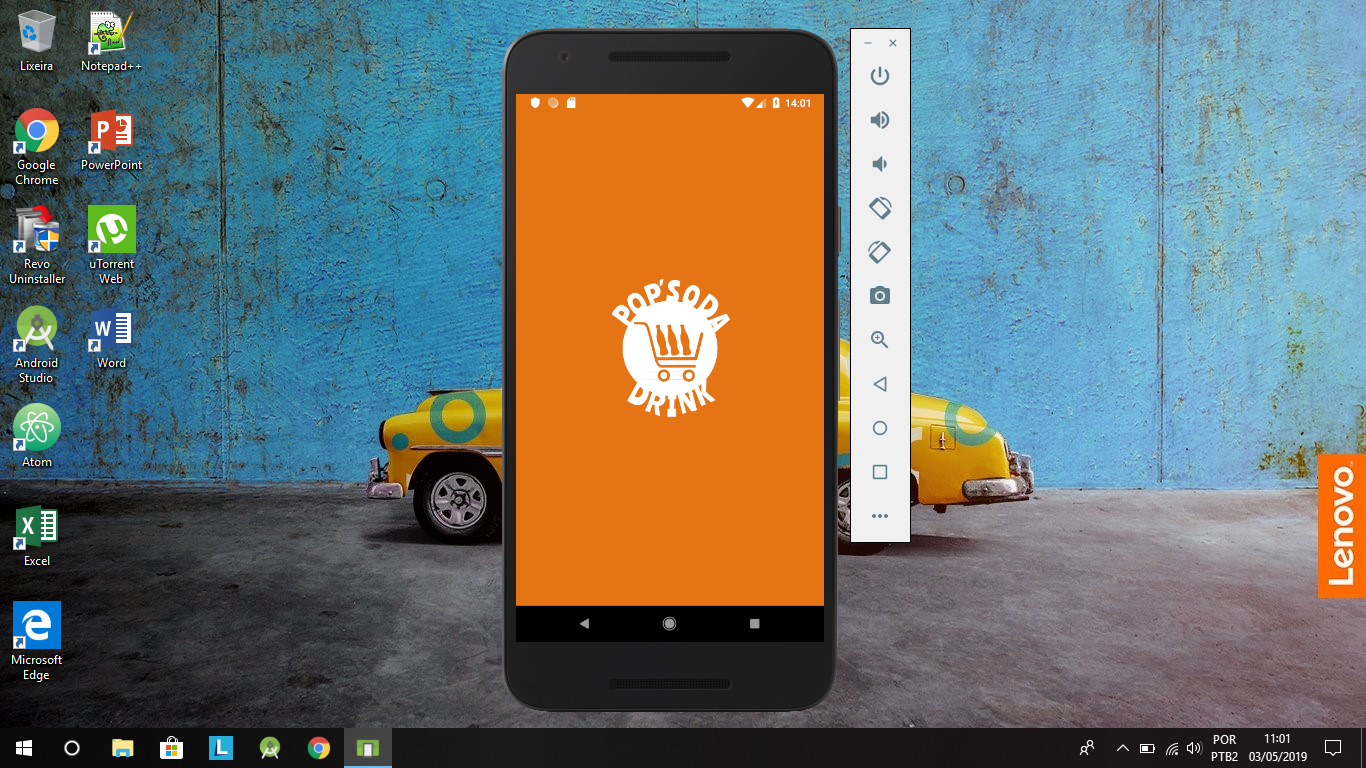 Lixeira
Notepad++
Google
Chrome
PowerPoint
Revo
Uninstaller
uTorrent
Web
Android
Studio
Word
Atom
Excel
Microsoft
Edge
14:01
POP'SODA
DRINK
Lenovo
POR
PTB2
11:01
03/05/2019